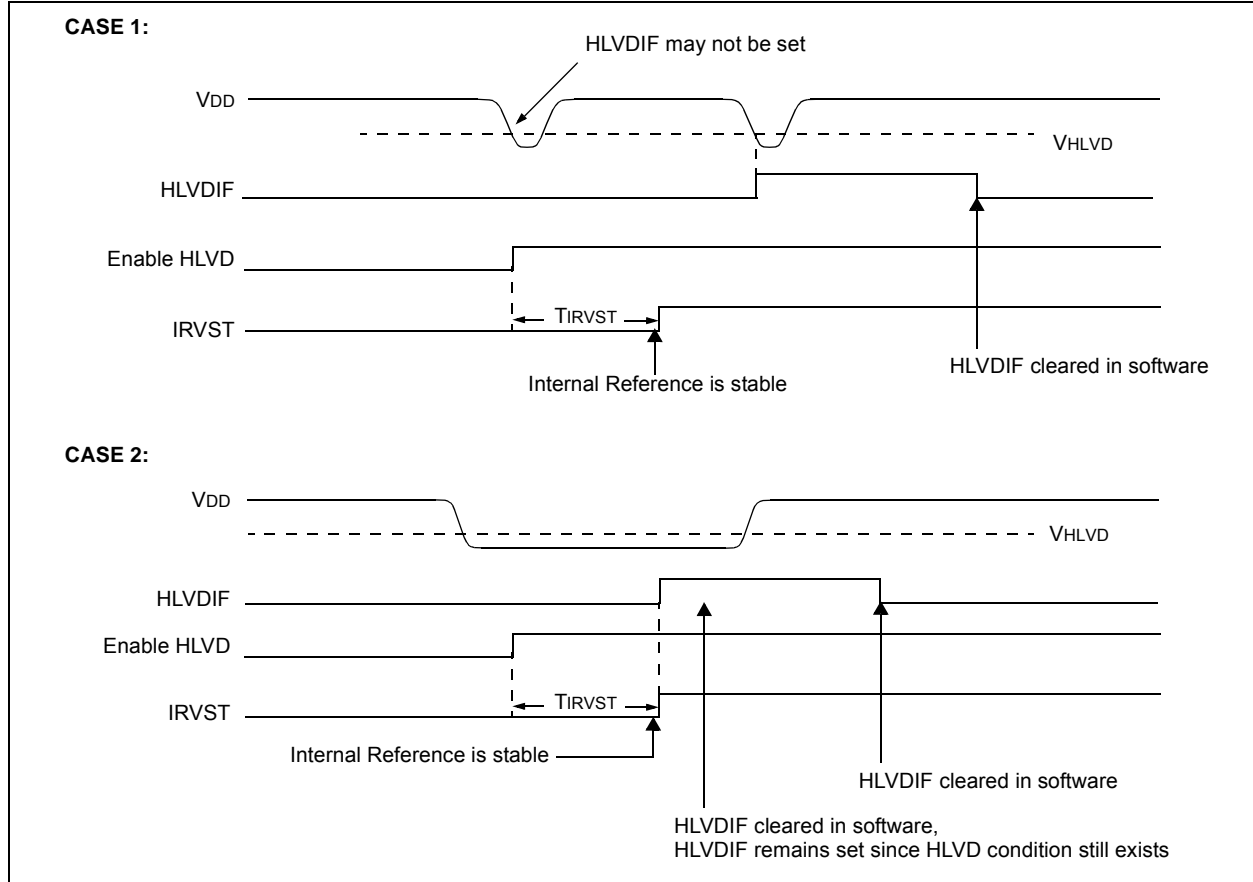 CASE 1:
HLVDIF may not be set
VDD
VHLVD
HLVDIF
Enable HLVD
TIRVST
IRVST
Internal Reference is stable
HLVDIF cleared in software
CASE 2:
VDD
VHLVD
HLVDIF
Enable HLVD
TIRVST
IRVST
Internal Reference is stable
HLVDIF cleared in software
HLVDIF cleared in software,
HLVDIF remains set since HLVD condition still exists